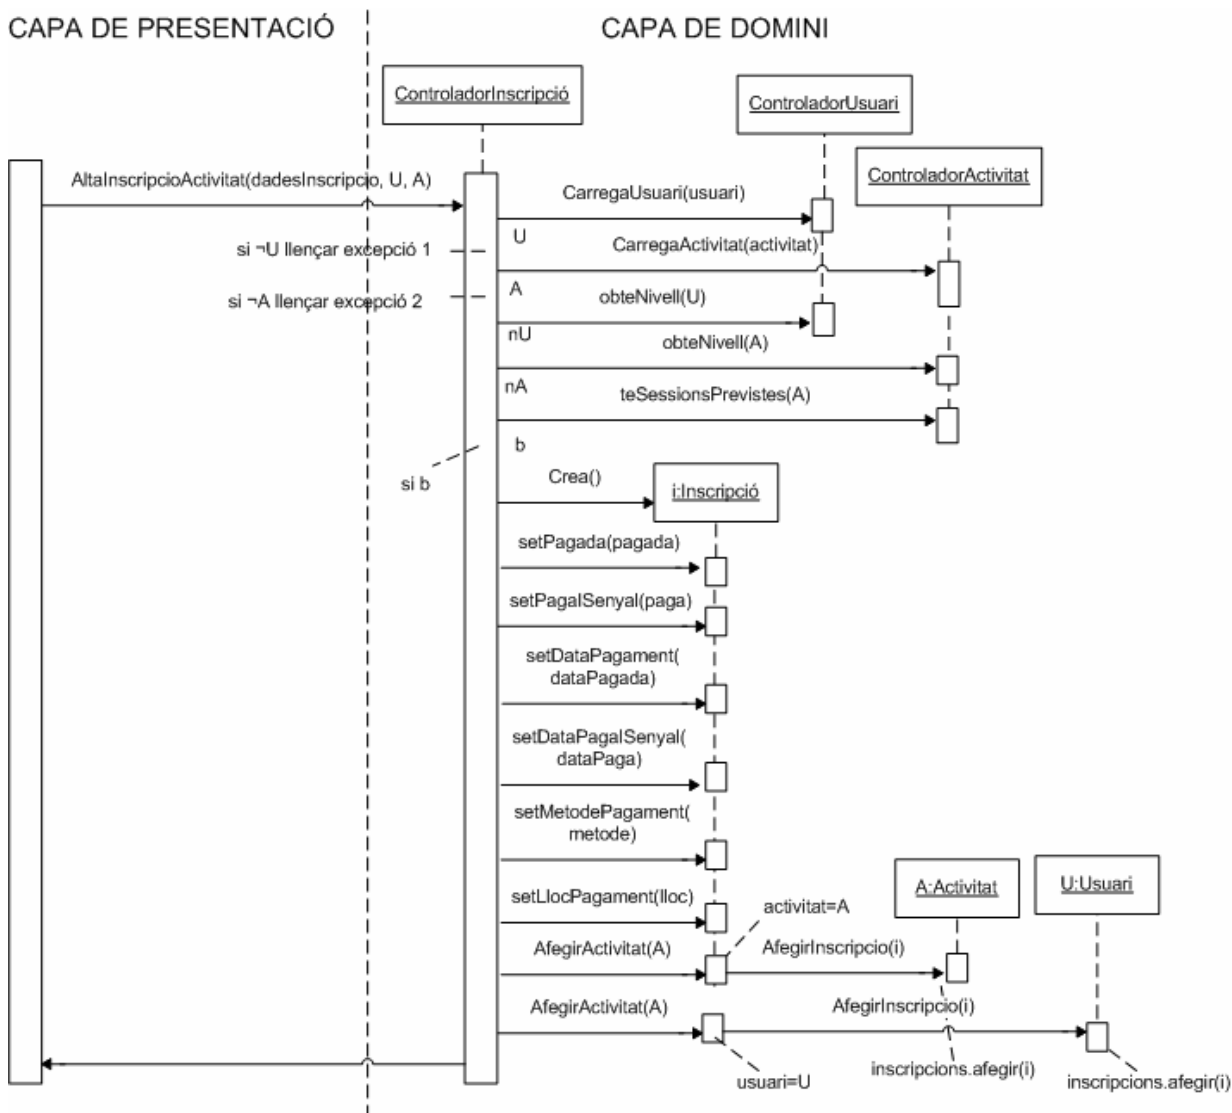 CAPA DE PRESENTACIÓ
CAPA DE DOMINI
ControladorInscripció
ControladorUsuari
ControladorActivitat
AltaInscripcioActivitat(dadesInscripcio, U, A)
CarregaUsuari(usuari)
U
si ¬U llençar excepció 1
CarregaActivitat(activitat)
A
si ¬A llençar excepció 2
obteNivell(U)
nU
obteNivell(A)
nA
teSessionsPrevistes(A)
b
si b
Crea()
i:Inscripció
setPagada(pagada)
setPagaISenyal(paga)
setDataPagament(
dataPagada)
setDataPagaISenyal(
dataPaga)
setMetodePagament(
metode)
setLlocPagament(lloc)
activitat=A
A:Activitat
U:Usuari
AfegirActivitat(A)
AfegirInscripcio(i)
AfegirActivitat(A)
AfegirInscripcio(i)
usuari=U
inscripcions.afegir(i)
inscripcions.afegir(i)